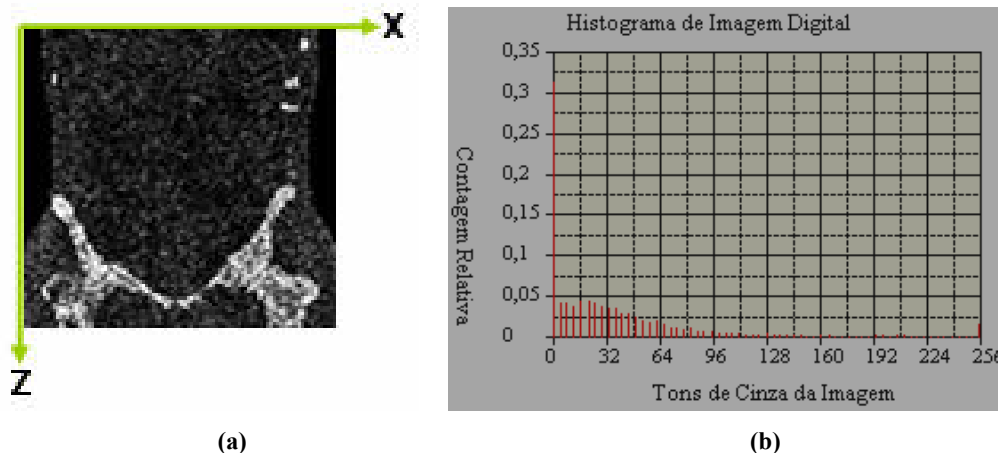 X
Z
(a)
Histograma de Imagem Digital
Contagem Relativa
0,35
0,3
0,25
0,2
0,15
0,1
0,05
0
0 32 64 96 128 160 192 224 256
Tons de Cinza da Imagem
(b)